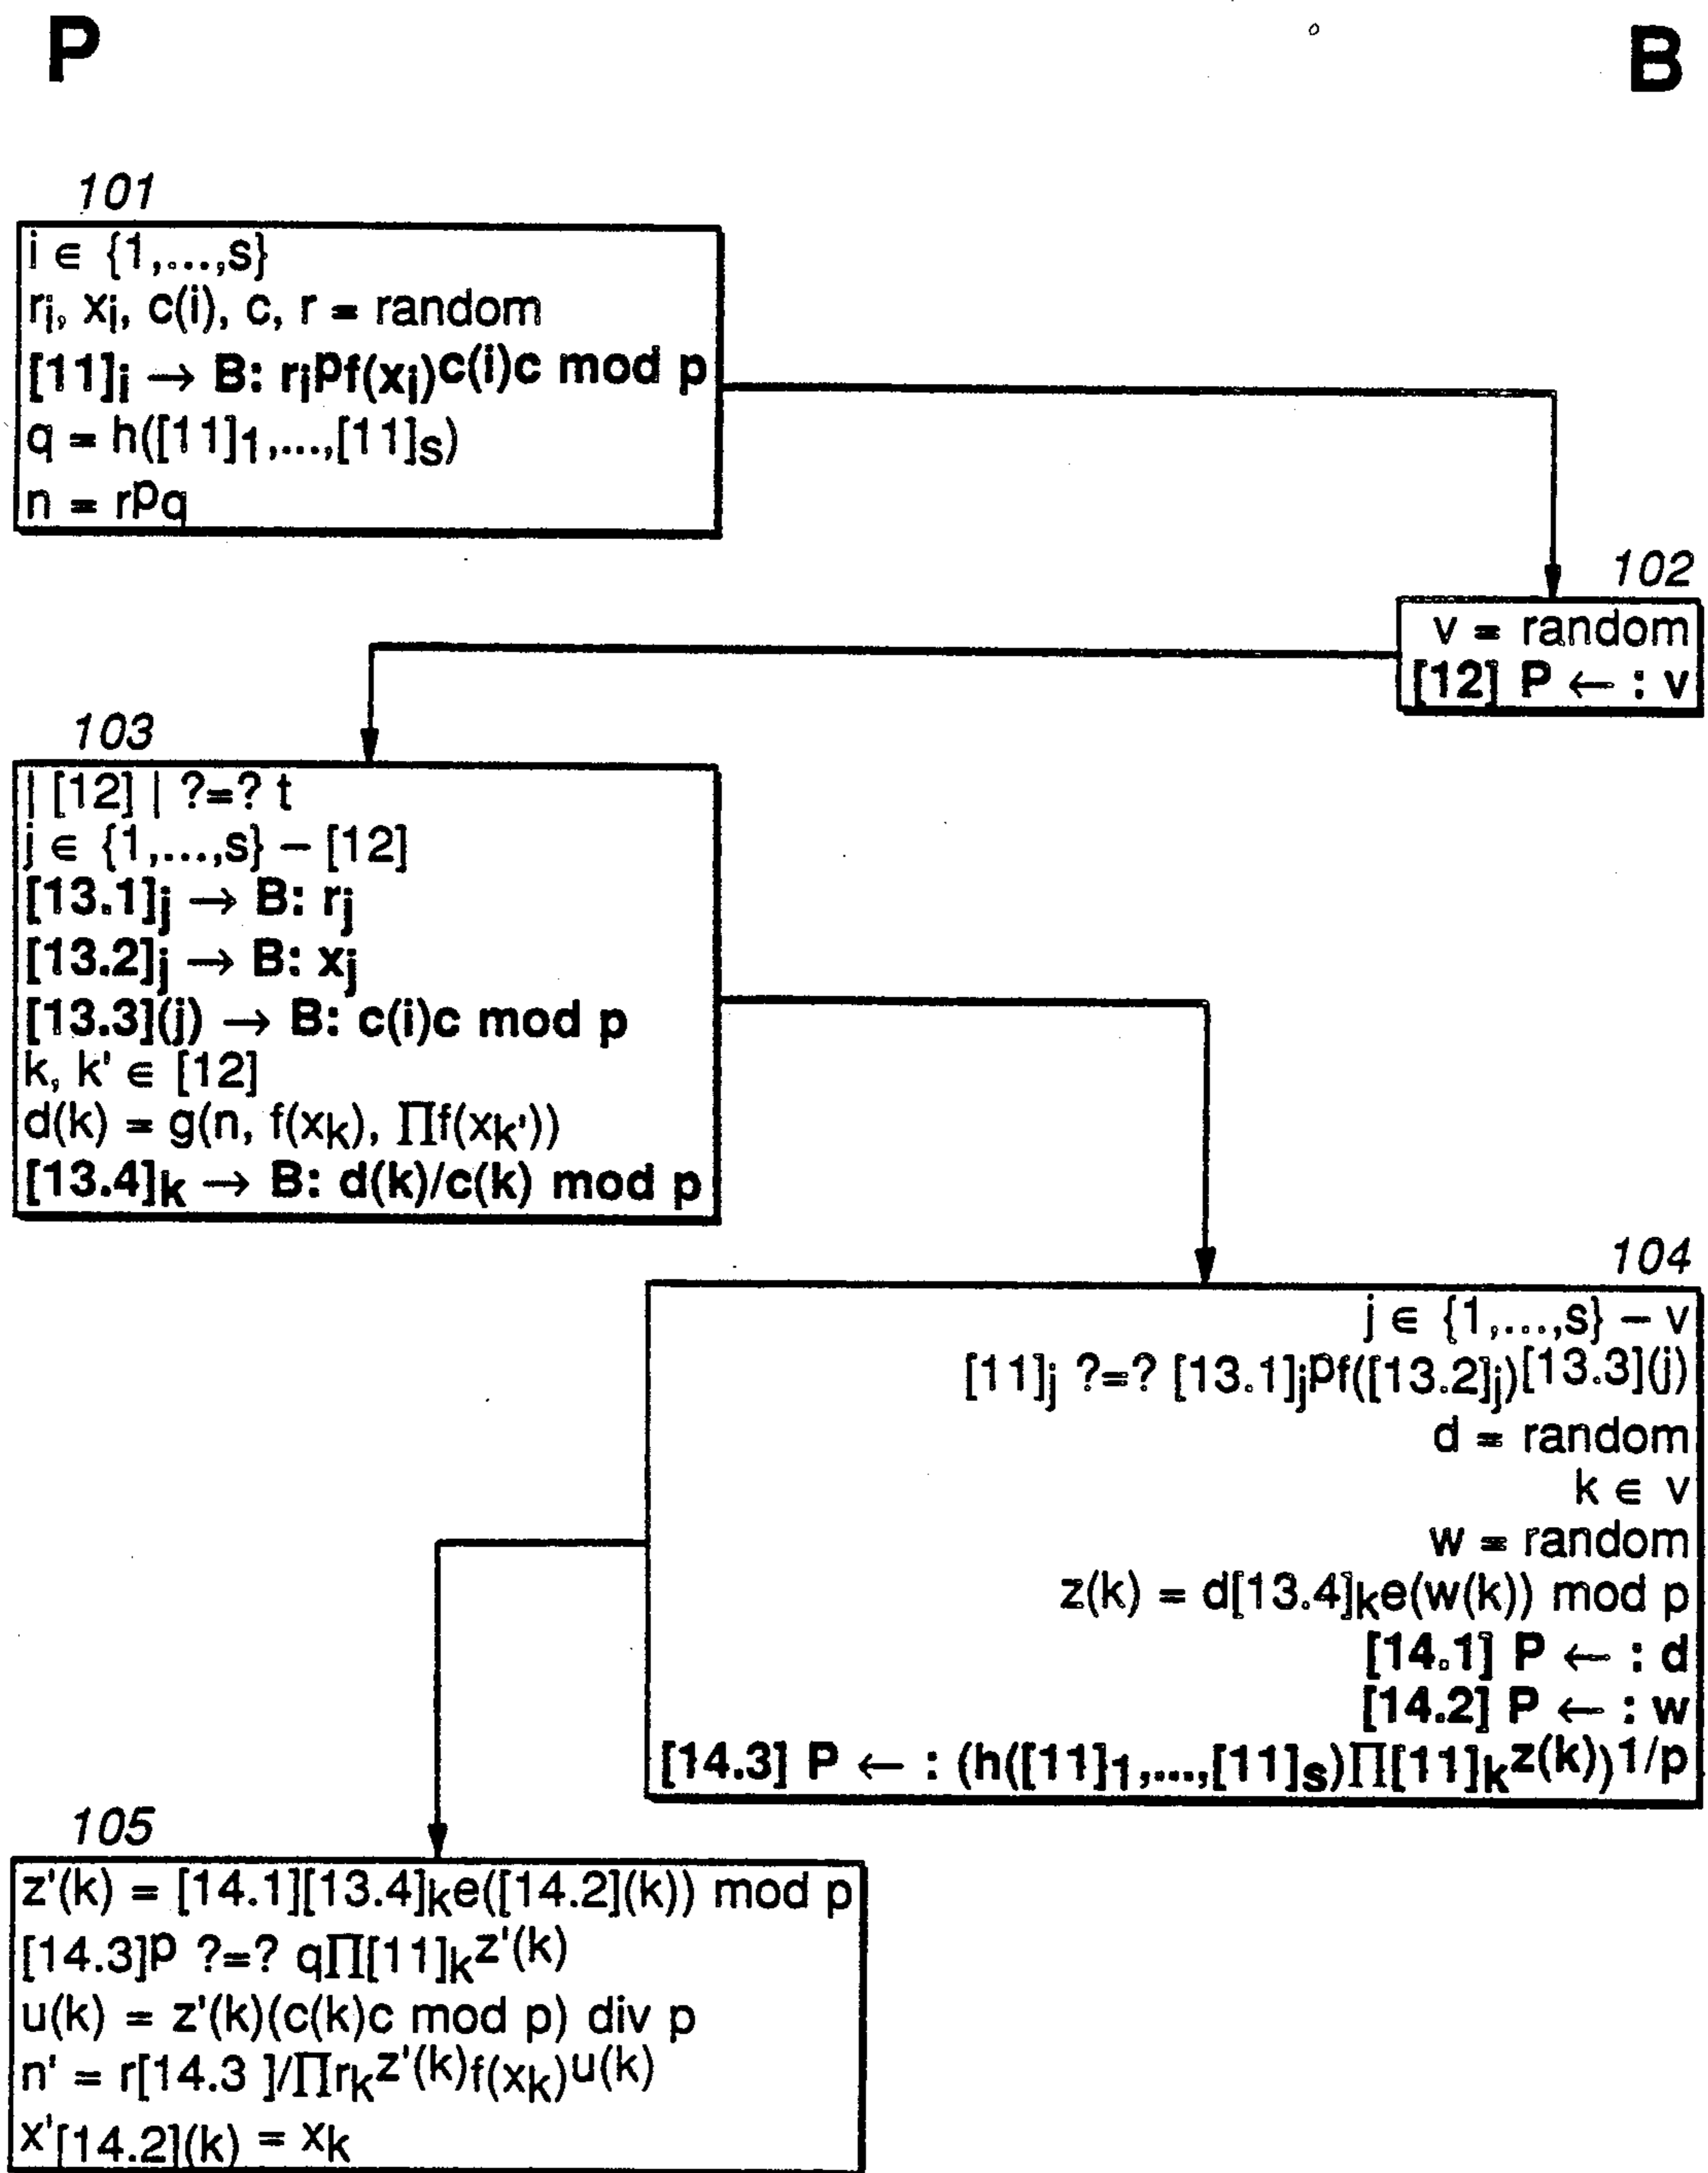 P
B
101
i ∈ {1,...,s}
rᵢ, xᵢ, c(i), c, r = random
[11]ᵢ → B: rᵢᵖf(xᵢ)^c(i)c mod p
q = h([11]₁,...,[11]ₛ)
n = rᵖq
102
v = random
[12] P ← : v
103
| [12] | ?=? t
j ∈ {1,...,s} – [12]
[13.1]ⱼ → B: rⱼ
[13.2]ⱼ → B: xⱼ
[13.3](j) → B: c(i)c mod p
k, k' ∈ [12]
d(k) = g(n, f(xₖ), Πf(xₖ'))
[13.4]ₖ → B: d(k)/c(k) mod p
104
j ∈ {1,...,s} – v
[11]ⱼ ?=? [13.1]ⱼᵖf([13.2]ⱼ)^[13.3](j)
d = random
k ∈ v
w = random
z(k) = d[13.4]ₖe(w(k)) mod p
[14.1] P ← : d
[14.2] P ← : w
[14.3] P ← : (h([11]₁,...,[11]ₛ)Π[11]ₖ^z(k))^1/p
105
z'(k) = [14.1][13.4]ₖe([14.2](k)) mod p
[14.3]ᵖ ?=? qΠ[11]ₖ^z'(k)
u(k) = z'(k)(c(k)c mod p) div p
n' = r[14.3 ]/Πrₖ^z'(k)f(xₖ)^u(k)
x'[14.2](k) = xₖ